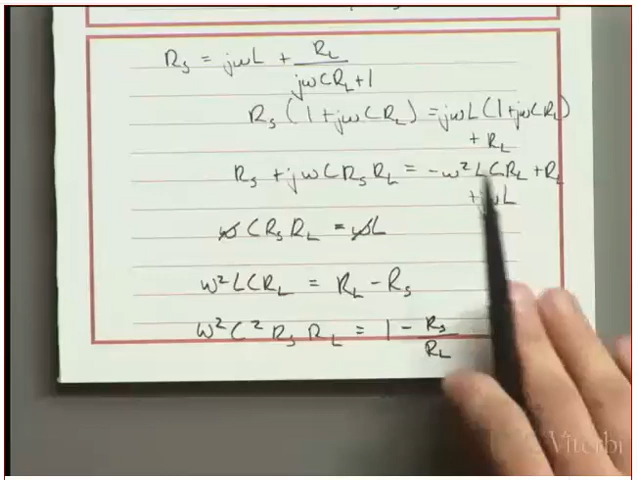 Rs = jωL + RL / (jωCRL + 1)
Rs (1 + jωCRL) = jωL (1 + jωCRL)
+ RL
Rs + jωCRsRL = -ω²LCRL + RL
+ jωL
ωCRsRL = ωL
ω²LCRL = RL - Rs
ω²C²RsRL = 1 - Rs / RL
Viterbi